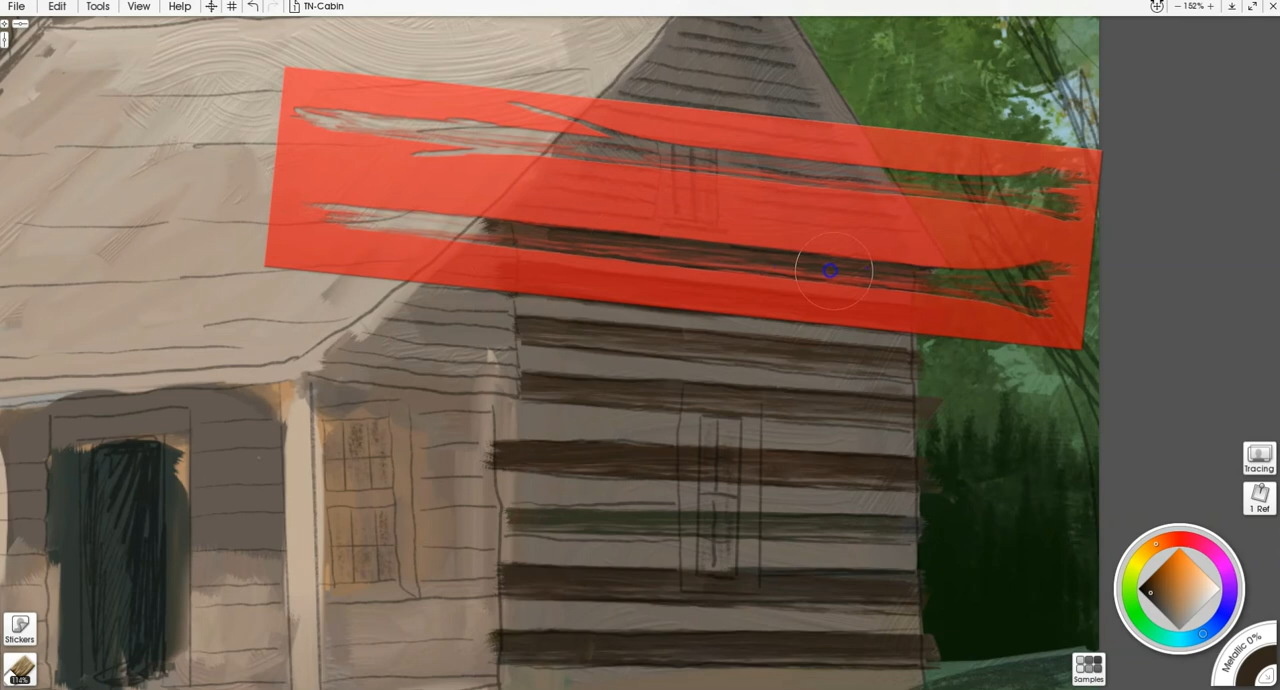 File Edit Tools View Help TN-Cabin − 152% +
Tracing
1 Ref
Stickers
Samples
Metallic 0%